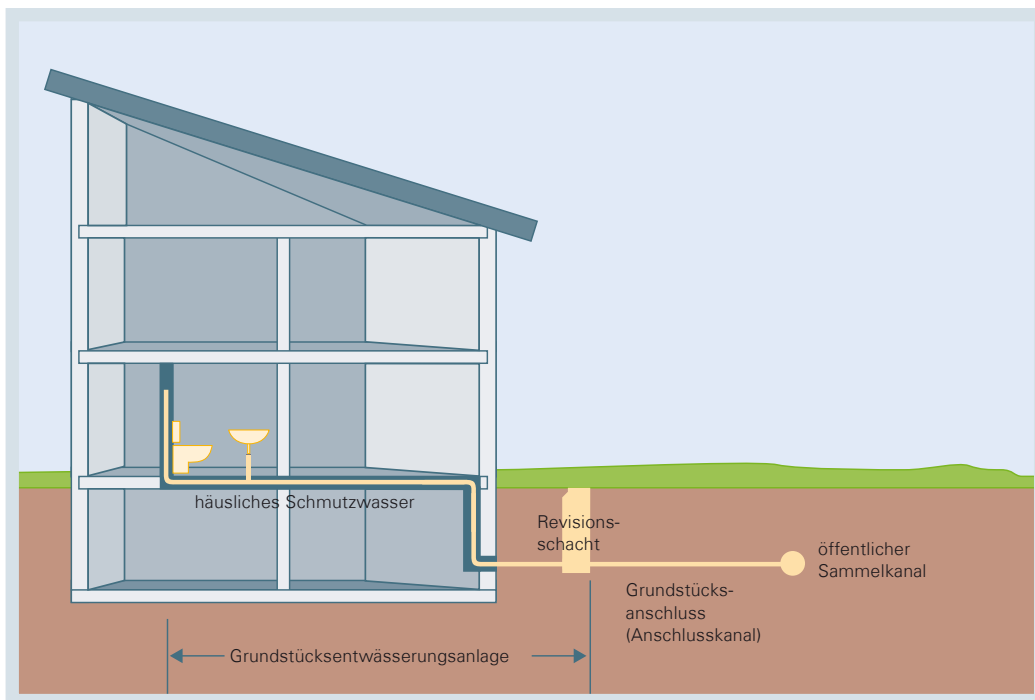 häusliches Schmutzwasser
Revisions-
schacht
öffentlicher
Sammelkanal
Grundstücks-
anschluss
(Anschlusskanal)
Grundstücksentwässerungsanlage